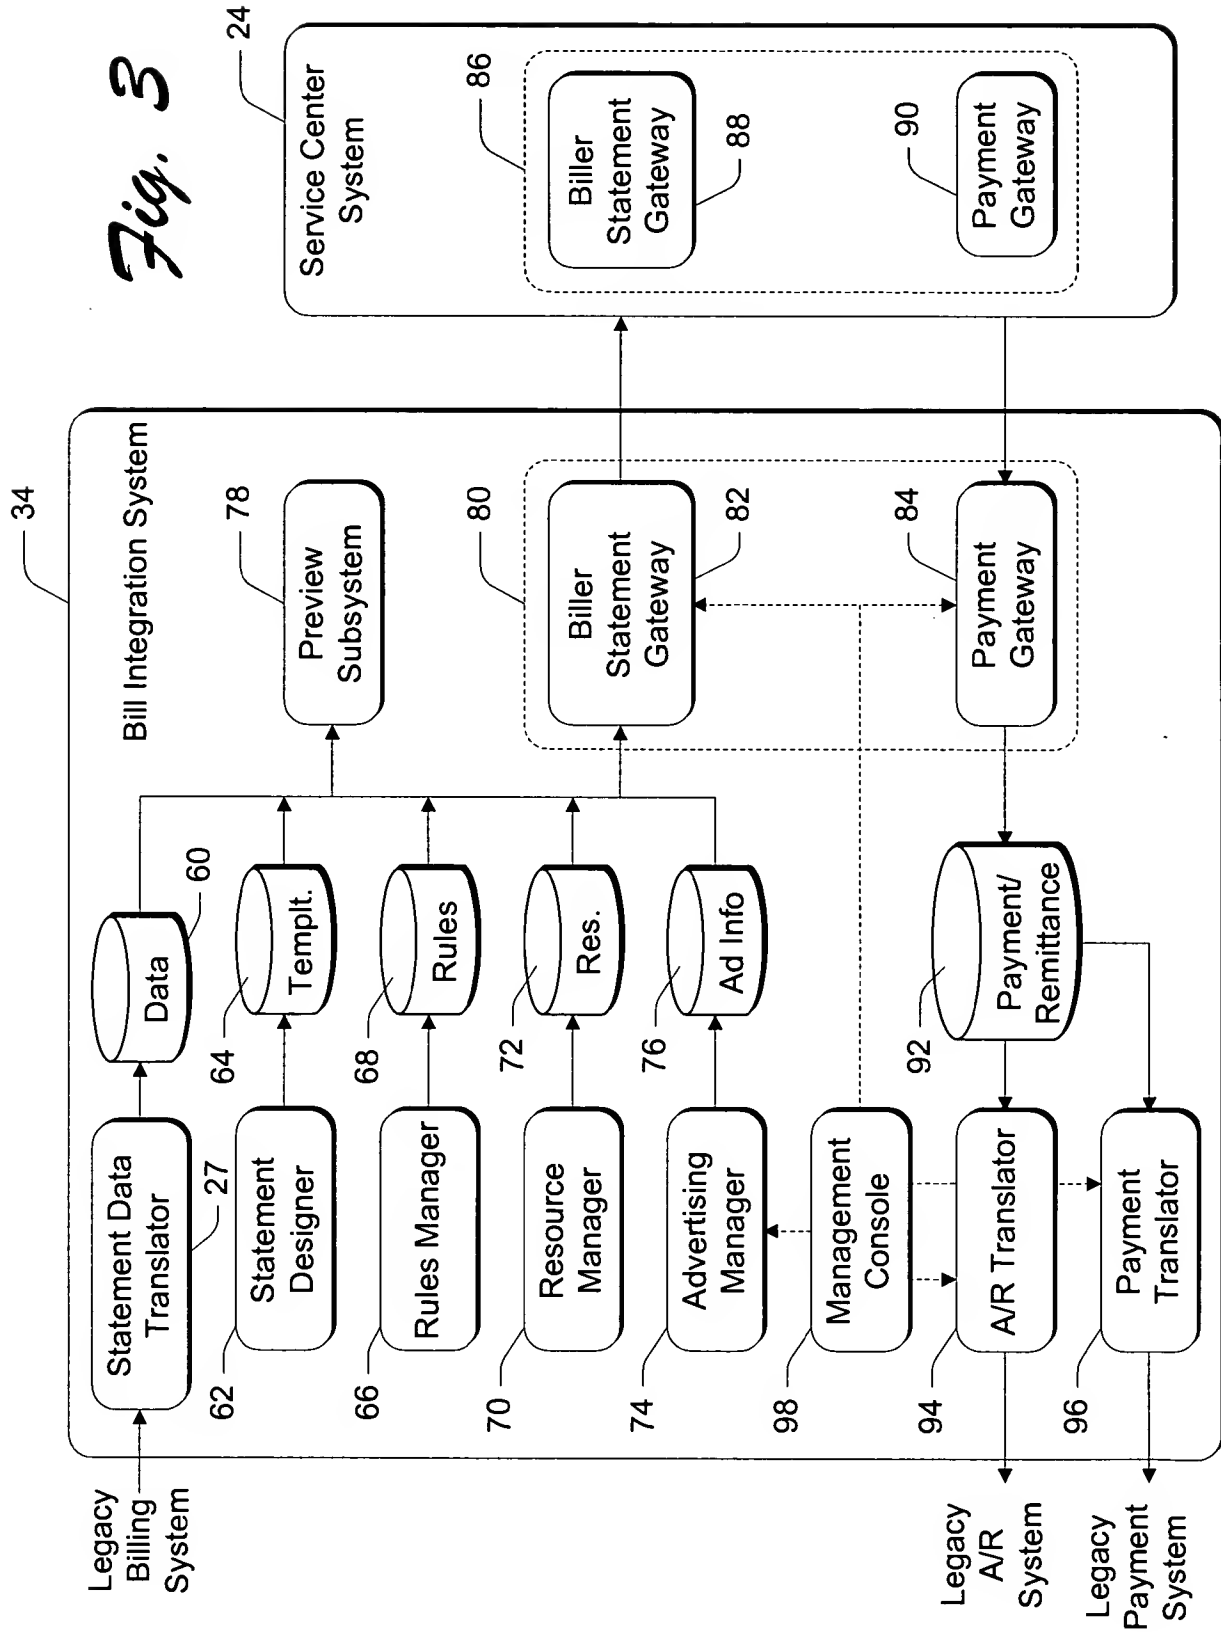 Fig. 3
34
Bill Integration System
24
Service Center
System
Legacy
Billing
System
Statement Data
Translator
27
Data
60
62
Statement
Designer
64
Templt.
66
Rules Manager
68
Rules
70
Resource
Manager
72
Res.
74
Advertising
Manager
76
Ad Info
78
Preview
Subsystem
80
Biller
Statement
Gateway
82
84
Payment
Gateway
86
Biller
Statement
Gateway
88
90
Payment
Gateway
98
Management
Console
92
Payment/
Remittance
94
A/R Translator
Legacy
A/R
System
96
Payment
Translator
Legacy
Payment
System